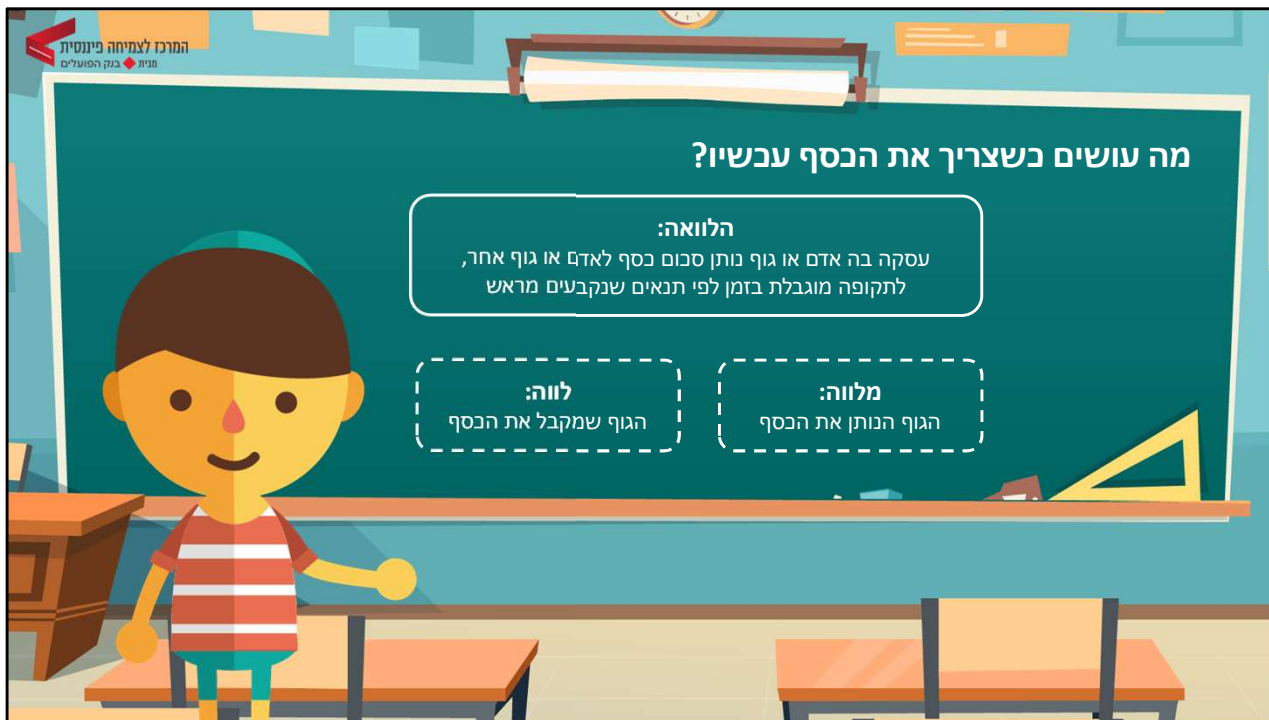 המרכז לצמיחה פיננסית
מבית בנק הפועלים
מה עושים כשצריך את הכסף עכשיו?
הלוואה:
עסקה בה אדם או גוף נותן סכום כסף לאדם או גוף אחר,
לתקופה מוגבלת בזמן לפי תנאים שנקבעים מראש
מלווה:
הגוף הנותן את הכסף
לווה:
הגוף שמקבל את הכסף